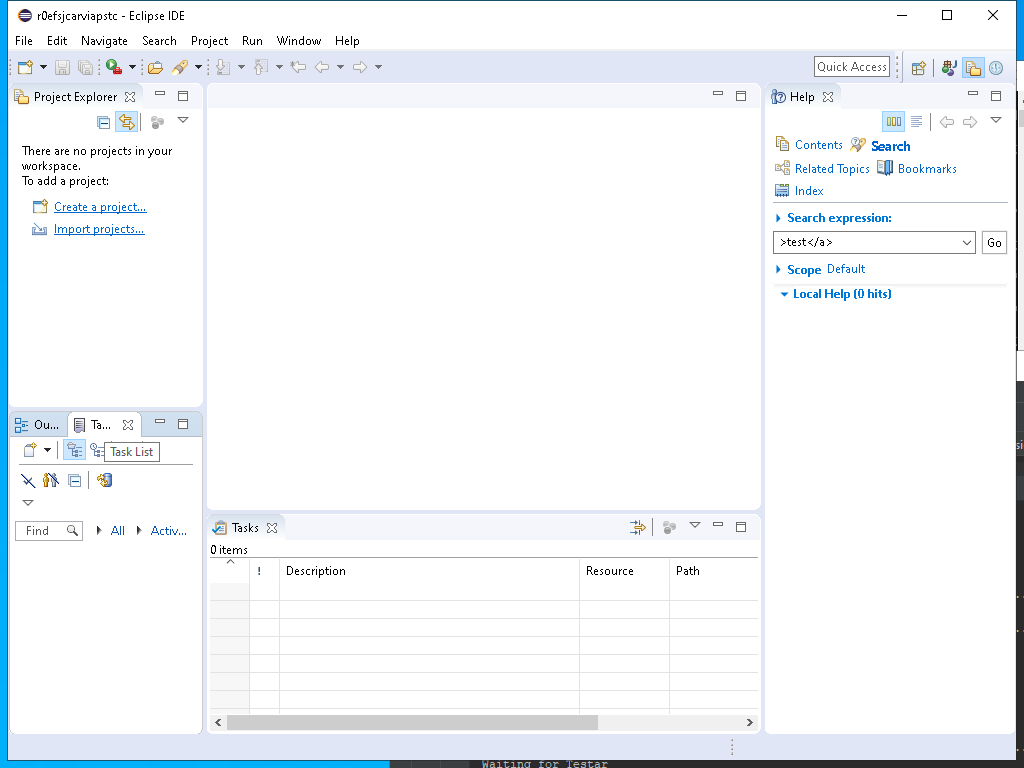 r0efsjcarviapstc - Eclipse IDE
File Edit Navigate Search Project Run Window Help
Quick Access
Project Explorer
There are no projects in your
workspace.
To add a project:
Create a project...
Import projects...
Ou...
Ta...
Task List
Find
All
Activ...
Tasks
0 items
! Description Resource Path
Help
Contents Search
Related Topics Bookmarks
Index
Search expression:
>test</a>
Go
Scope Default
Local Help (0 hits)
Waiting for Testar